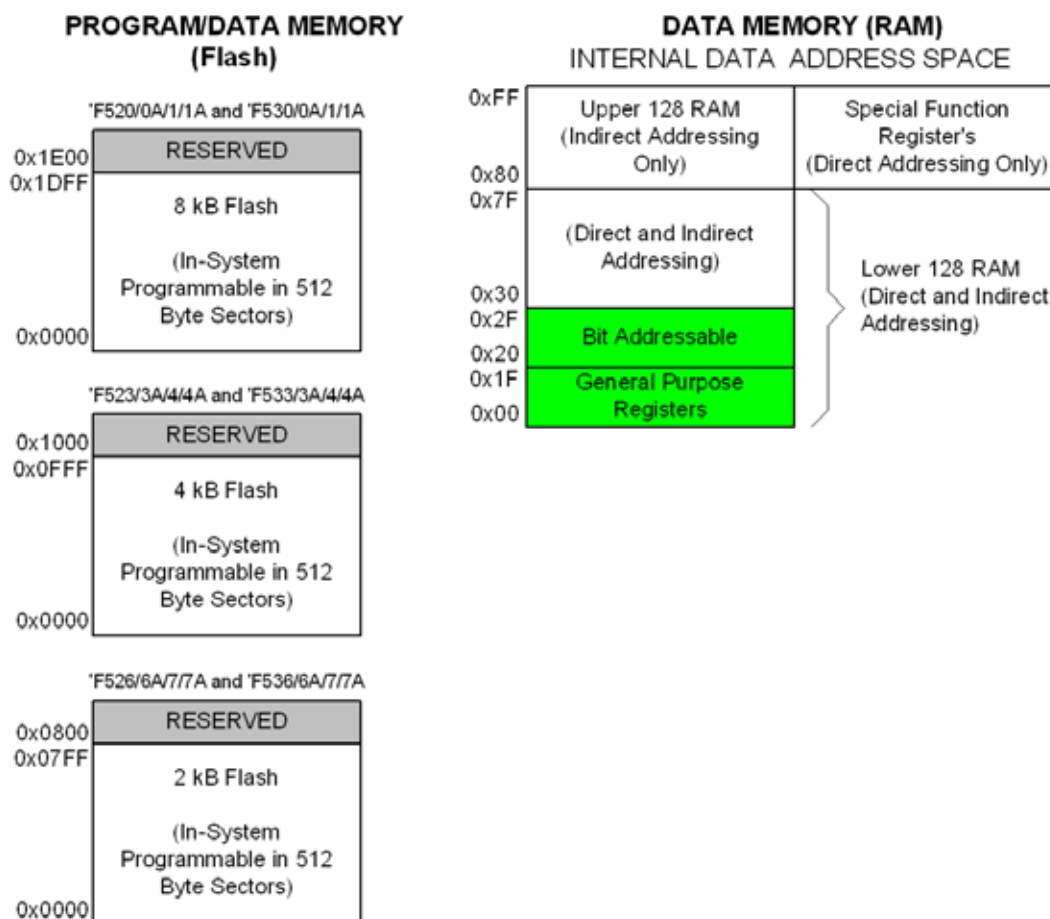 PROGRAM/DATA MEMORY
(Flash)
'F520/0A/1/1A and 'F530/0A/1/1A
0x1E00
RESERVED
0x1DFF
8 kB Flash
(In-System
Programmable in 512
Byte Sectors)
0x0000
'F523/3A/4/4A and 'F533/3A/4/4A
0x1000
RESERVED
0x0FFF
4 kB Flash
(In-System
Programmable in 512
Byte Sectors)
0x0000
'F526/6A/7/7A and 'F536/6A/7/7A
0x0800
RESERVED
0x07FF
2 kB Flash
(In-System
Programmable in 512
Byte Sectors)
0x0000
DATA MEMORY (RAM)
INTERNAL DATA ADDRESS SPACE
0xFF
Upper 128 RAM
(Indirect Addressing
Only)
0x80
Special Function
Register's
(Direct Addressing Only)
0x7F
(Direct and Indirect
Addressing)
0x30
0x2F
Bit Addressable
0x20
0x1F
General Purpose
Registers
0x00
Lower 128 RAM
(Direct and Indirect
Addressing)